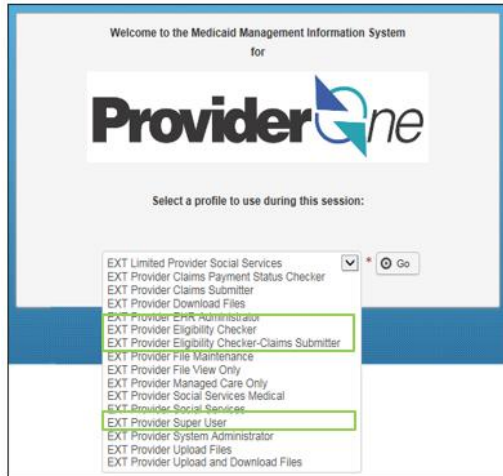 Welcome to the Medicaid Management Information System
for
ProviderOne
Select a profile to use during this session:
EXT Limited Provider Social Services * Go
EXT Provider Claims Payment Status Checker
EXT Provider Claims Submitter
EXT Provider Download Files
EXT Provider EHR Administrator
EXT Provider Eligibility Checker
EXT Provider Eligibility Checker-Claims Submitter
EXT Provider File Maintenance
EXT Provider File View Only
EXT Provider Managed Care Only
EXT Provider Social Services Medical
EXT Provider Social Services
EXT Provider Super User
EXT Provider System Administrator
EXT Provider Upload Files
EXT Provider Upload and Download Files